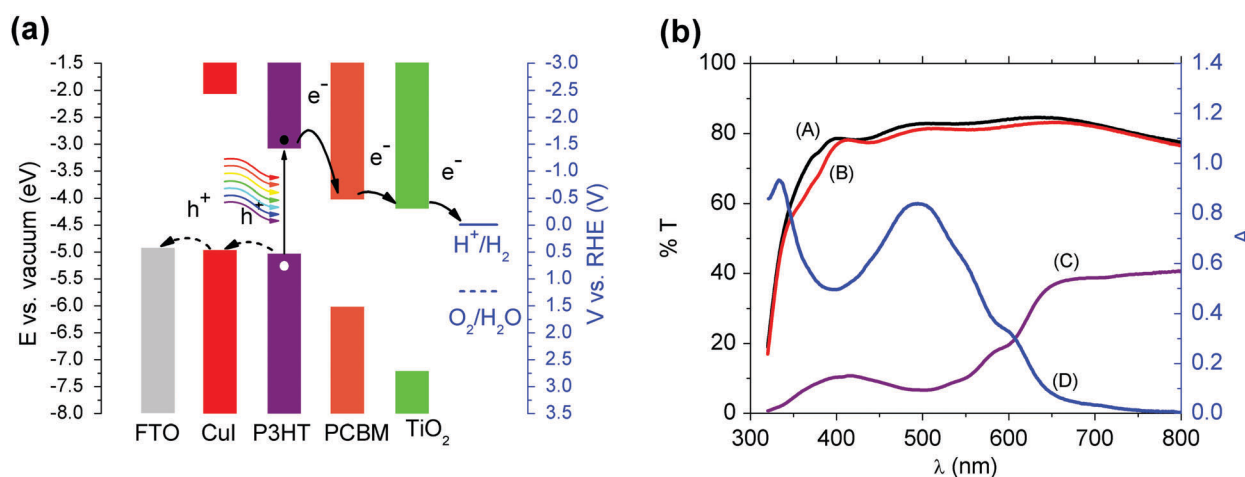 (a)
E vs. vacuum (eV)
-1.5
-2.0
-2.5
-3.0
-3.5
-4.0
-4.5
-5.0
-5.5
-6.0
-6.5
-7.0
-7.5
-8.0
e⁻
e⁻
e⁻
h⁺
h⁺
H⁺/H₂
O₂/H₂O
FTO CuI P3HT PCBM TiO₂
-3.0
-2.5
-2.0
-1.5
-1.0
-0.5
0.0
0.5
1.0
1.5
2.0
2.5
3.0
3.5
V vs. RHE (V)
(b)
% T
100
80
60
40
20
0
(A)
(B)
(C)
(D)
300 400 500 600 700 800
λ (nm)
1.4
1.2
1.0
0.8
0.6
0.4
0.2
0.0